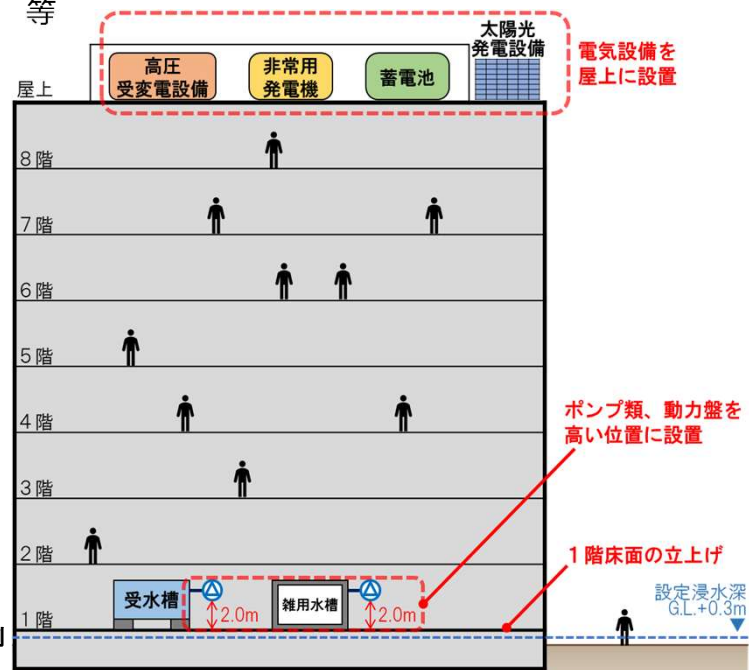 等
太陽光
発電設備
高圧
受変電設備
非常用
発電機
蓄電池
電気設備を
屋上に設置
屋上
8階
7階
6階
5階
4階
ポンプ類、動力盤を
高い位置に設置
3階
2階
1階床面の立上げ
受水槽
2.0m
雑用水槽
2.0m
設定浸水深
G.L.+0.3m
1階